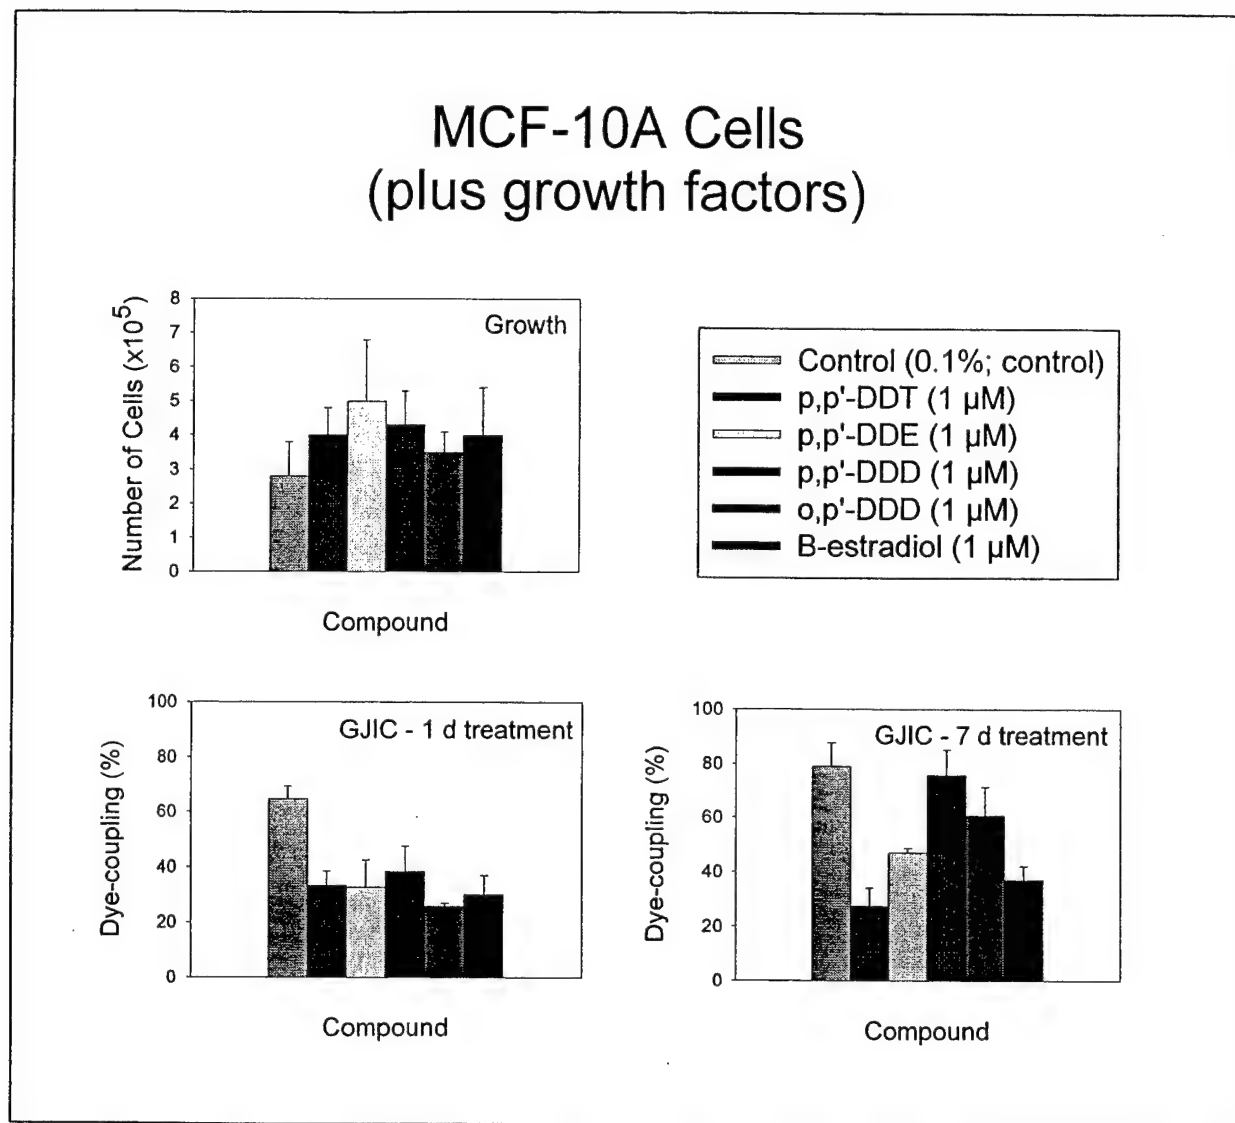 MCF-10A Cells
(plus growth factors)
Growth
Number of Cells (x10^5)
8
7
6
5
4
3
2
1
0
Compound
Control (0.1%; control)
p,p'-DDT (1 µM)
p,p'-DDE (1 µM)
p,p'-DDD (1 µM)
o,p'-DDD (1 µM)
B-estradiol (1 µM)
GJIC - 1 d treatment
Dye-coupling (%)
100
80
60
40
20
0
Compound
GJIC - 7 d treatment
Dye-coupling (%)
100
80
60
40
20
0
Compound